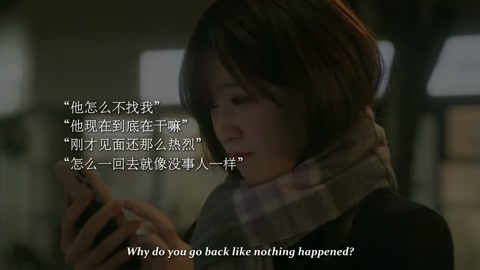 “他怎么不找我”
“他现在到底在干嘛”
“刚才见面还那么热烈”
“怎么一回去就像没事人一样”
Why do you go back like nothing happened?